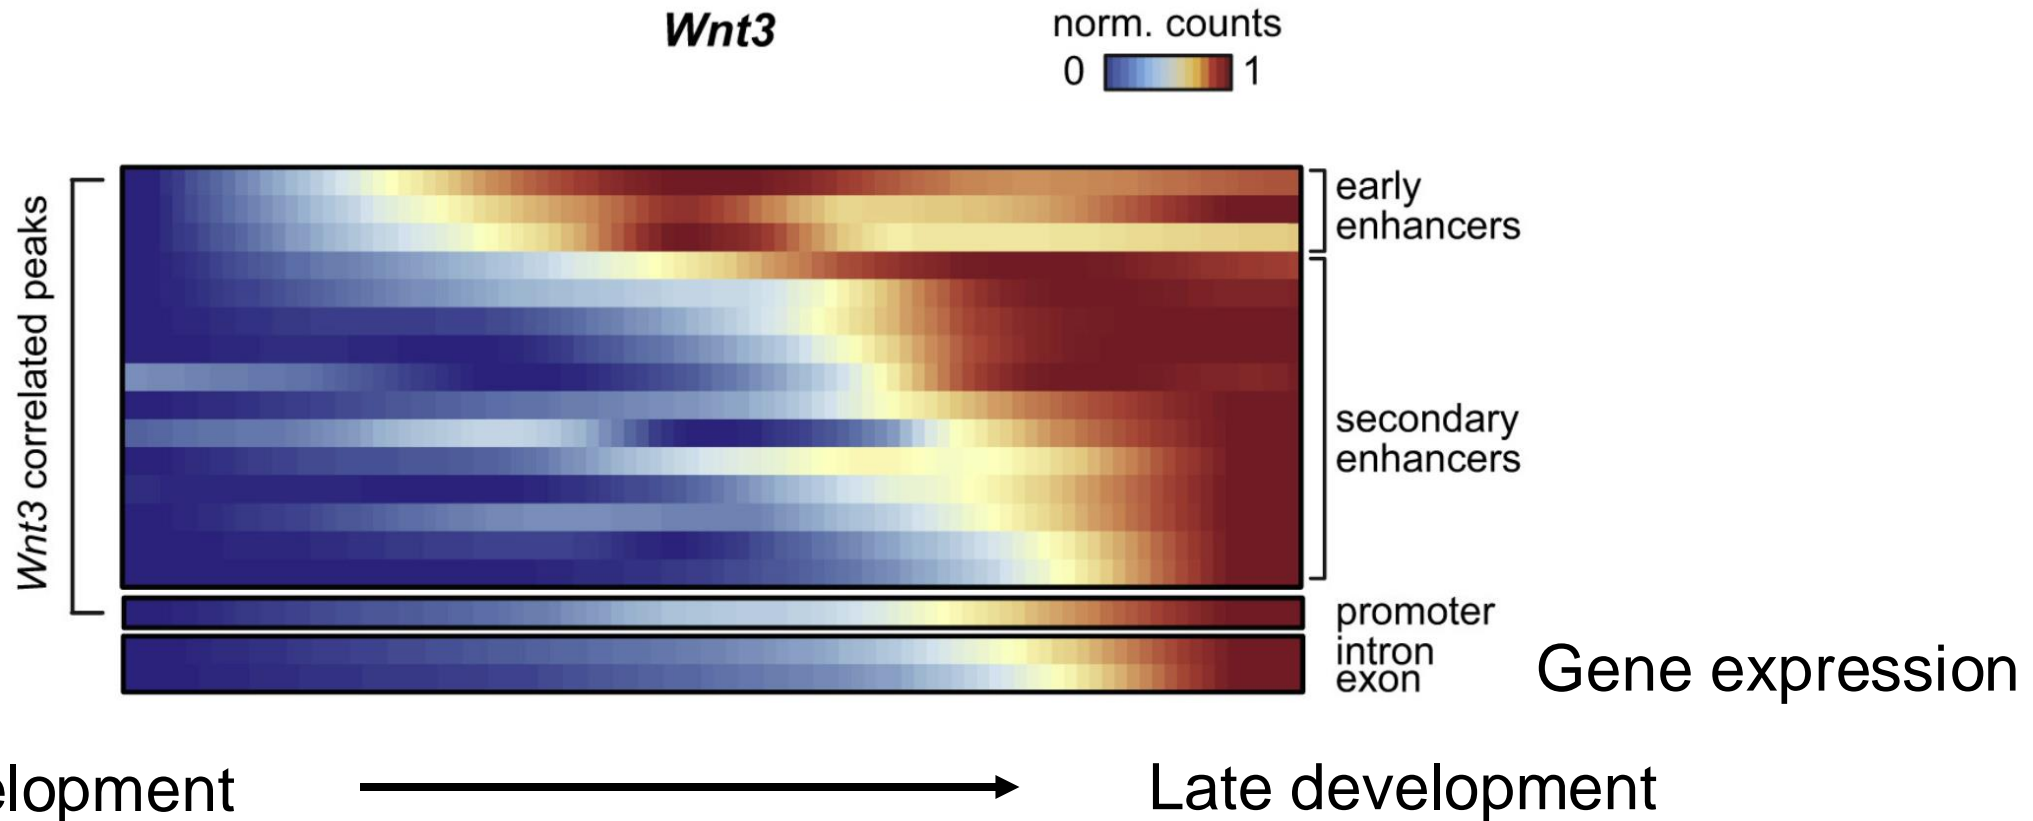 Wnt3
norm. counts
0 1
Wnt3 correlated peaks
early
enhancers
secondary
enhancers
promoter
intron
exon
Gene expression
elopment
Late development